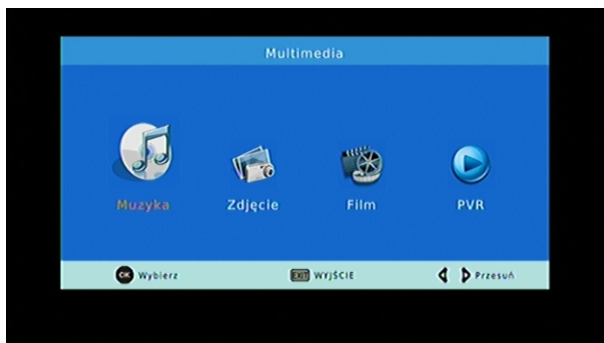 Multimedia
Muzyka Zdjęcie Film PVR
OK Wybierz EXIT WYJŚCIE Przesuń